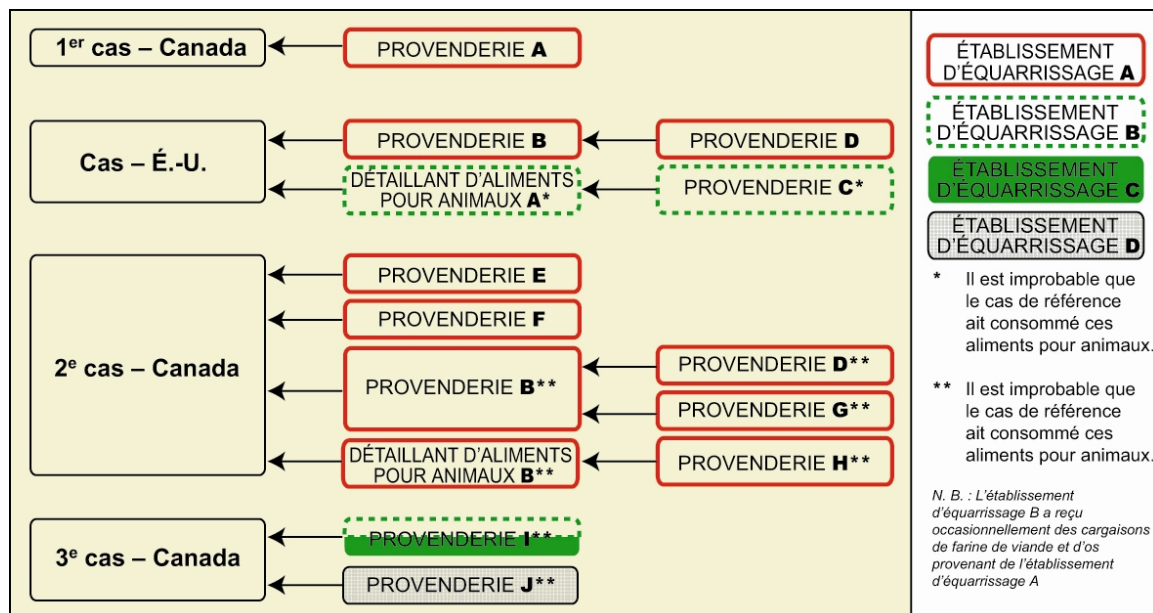 1er cas – Canada
PROVENDERIE A
Cas – É.-U.
PROVENDERIE B
PROVENDERIE D
DÉTAILLANT D'ALIMENTS
POUR ANIMAUX A*
PROVENDERIE C*
2e cas – Canada
PROVENDERIE E
PROVENDERIE F
PROVENDERIE B**
PROVENDERIE D**
PROVENDERIE G**
DÉTAILLANT D'ALIMENTS
POUR ANIMAUX B**
PROVENDERIE H**
3e cas – Canada
PROVENDERIE I**
PROVENDERIE J**
ÉTABLISSEMENT
D'ÉQUARRISSAGE A
ÉTABLISSEMENT
D'ÉQUARRISSAGE B
ÉTABLISSEMENT
D'ÉQUARRISSAGE C
ÉTABLISSEMENT
D'ÉQUARRISSAGE D
* Il est improbable que
le cas de référence
ait consommé ces
aliments pour animaux.
** Il est improbable que
le cas de référence
ait consommé ces
aliments pour animaux.
N. B. : L'établissement
d'équarrissage B a reçu
occasionnellement des cargaisons
de farine de viande et d'os
provenant de l'établissement
d'équarrissage A